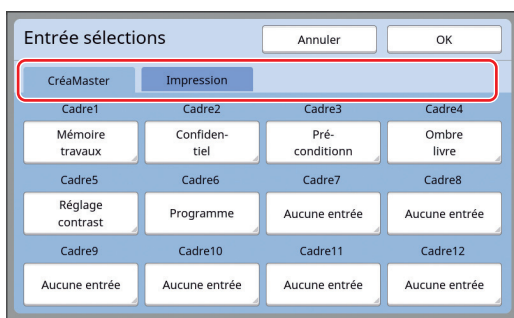 Entrée sélections
Annuler
OK
CréaMaster
Impression
Cadre1
Cadre2
Cadre3
Cadre4
Mémoire
travaux
Confiden-
tiel
Pré-
conditionn
Ombre
livre
Cadre5
Cadre6
Cadre7
Cadre8
Réglage
contrast
Programme
Aucune entrée
Aucune entrée
Cadre9
Cadre10
Cadre11
Cadre12
Aucune entrée
Aucune entrée
Aucune entrée
Aucune entrée